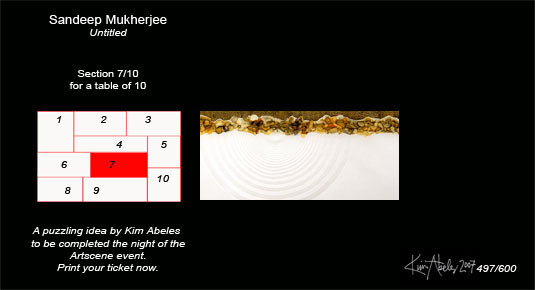 Sandeep Mukherjee
Untitled
Section 7/10
for a table of 10
1 2 3
4 5
6 7
8 9 10
A puzzling idea by Kim Abeles
to be completed the night of the
Artscene event.
Print your ticket now.
Kim Abeles 2007 497/600